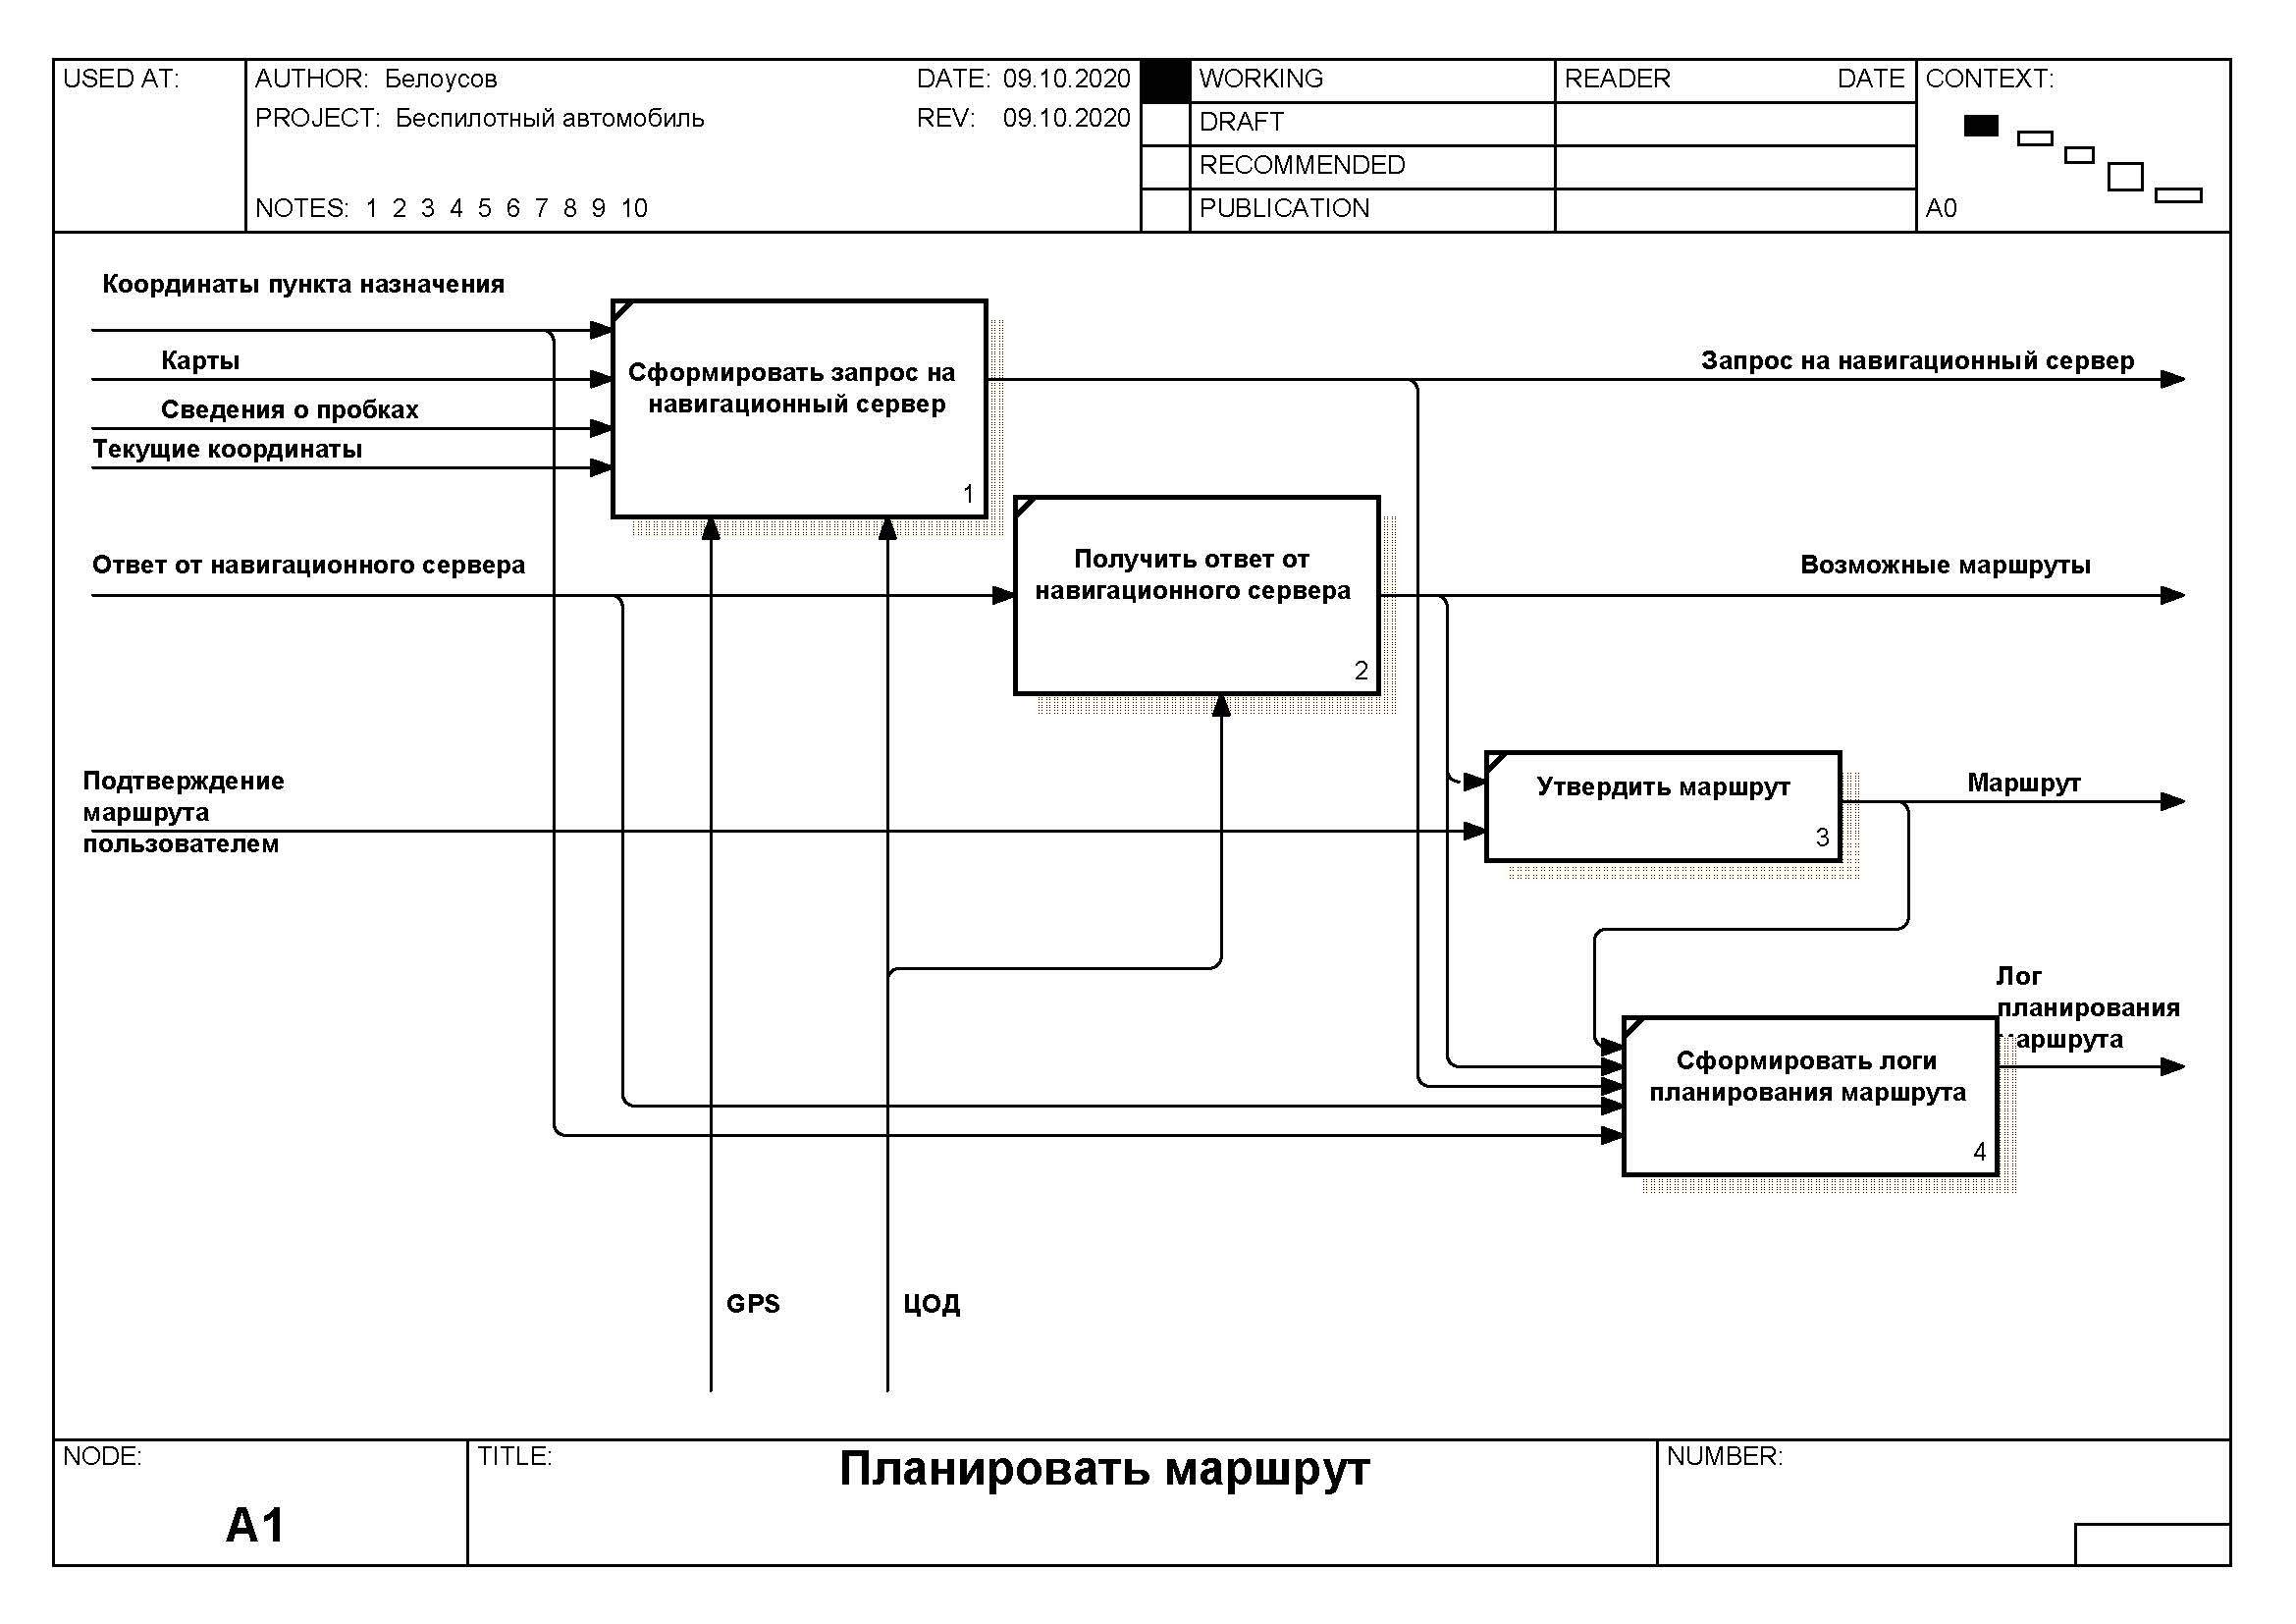 USED AT:
AUTHOR: Белоусов
DATE: 09.10.2020
PROJECT: Беспилотный автомобиль
REV: 09.10.2020
NOTES: 1 2 3 4 5 6 7 8 9 10
WORKING
DRAFT
RECOMMENDED
PUBLICATION
READER DATE
CONTEXT:
A0
Координаты пункта назначения
Карты
Сведения о пробках
Текущие координаты
Сформировать запрос на
навигационный сервер
1
Запрос на навигационный сервер
Ответ от навигационного сервера
Получить ответ от
навигационного сервера
2
Возможные маршруты
Подтверждение
маршрута
пользователем
Утвердить маршрут
3
Маршрут
Лог
планирования
маршрута
Сформировать логи
планирования маршрута
4
GPS
ЦОД
NODE:
A1
TITLE:
Планировать маршрут
NUMBER: